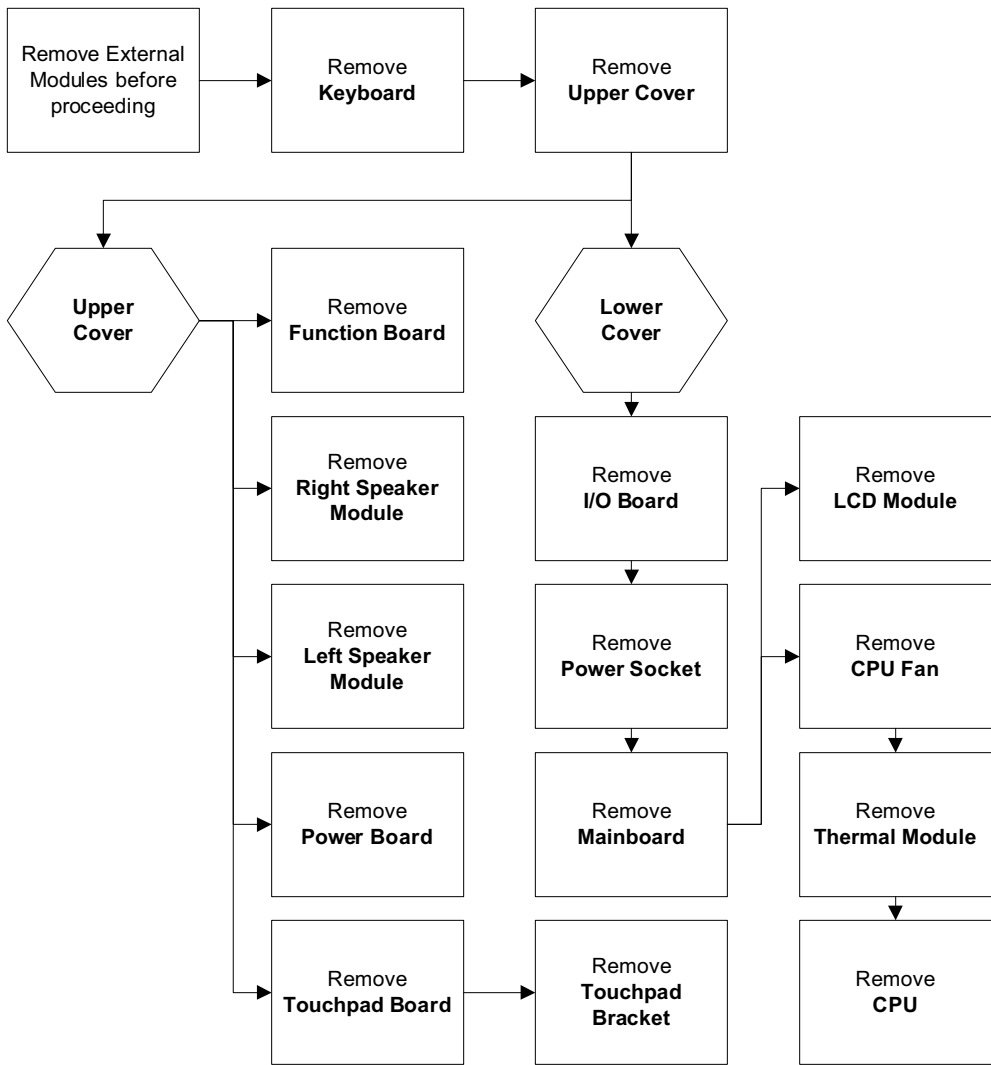 Remove External
Modules before
proceeding
Remove
Keyboard
Remove
Upper Cover
Upper
Cover
Remove
Function Board
Lower
Cover
Remove
Right Speaker
Module
Remove
I/O Board
Remove
LCD Module
Remove
Left Speaker
Module
Remove
Power Socket
Remove
CPU Fan
Remove
Power Board
Remove
Mainboard
Remove
Thermal Module
Remove
Touchpad Board
Remove
Touchpad
Bracket
Remove
CPU